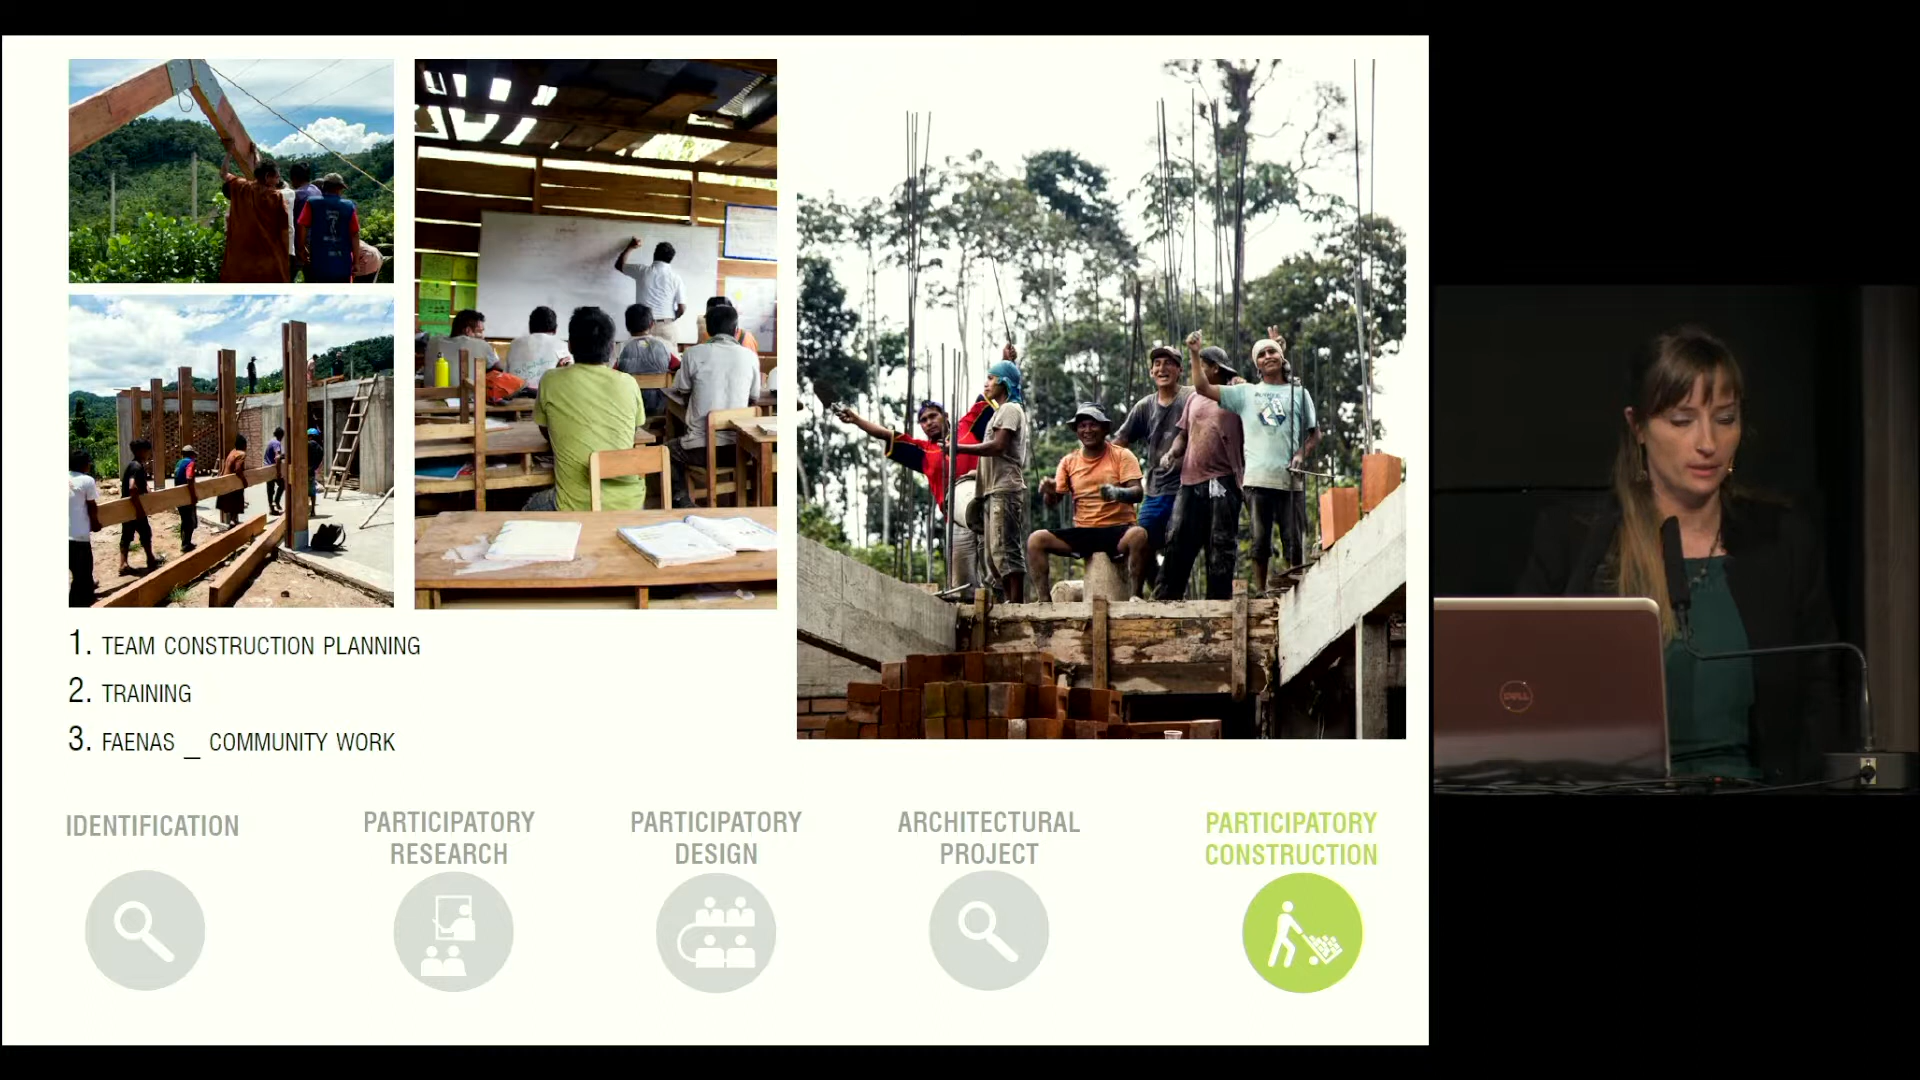 1. TEAM CONSTRUCTION PLANNING
2. TRAINING
3. FAENAS _ COMMUNITY WORK
IDENTIFICATION
PARTICIPATORY
RESEARCH
PARTICIPATORY
DESIGN
ARCHITECTURAL
PROJECT
PARTICIPATORY
CONSTRUCTION
DELL